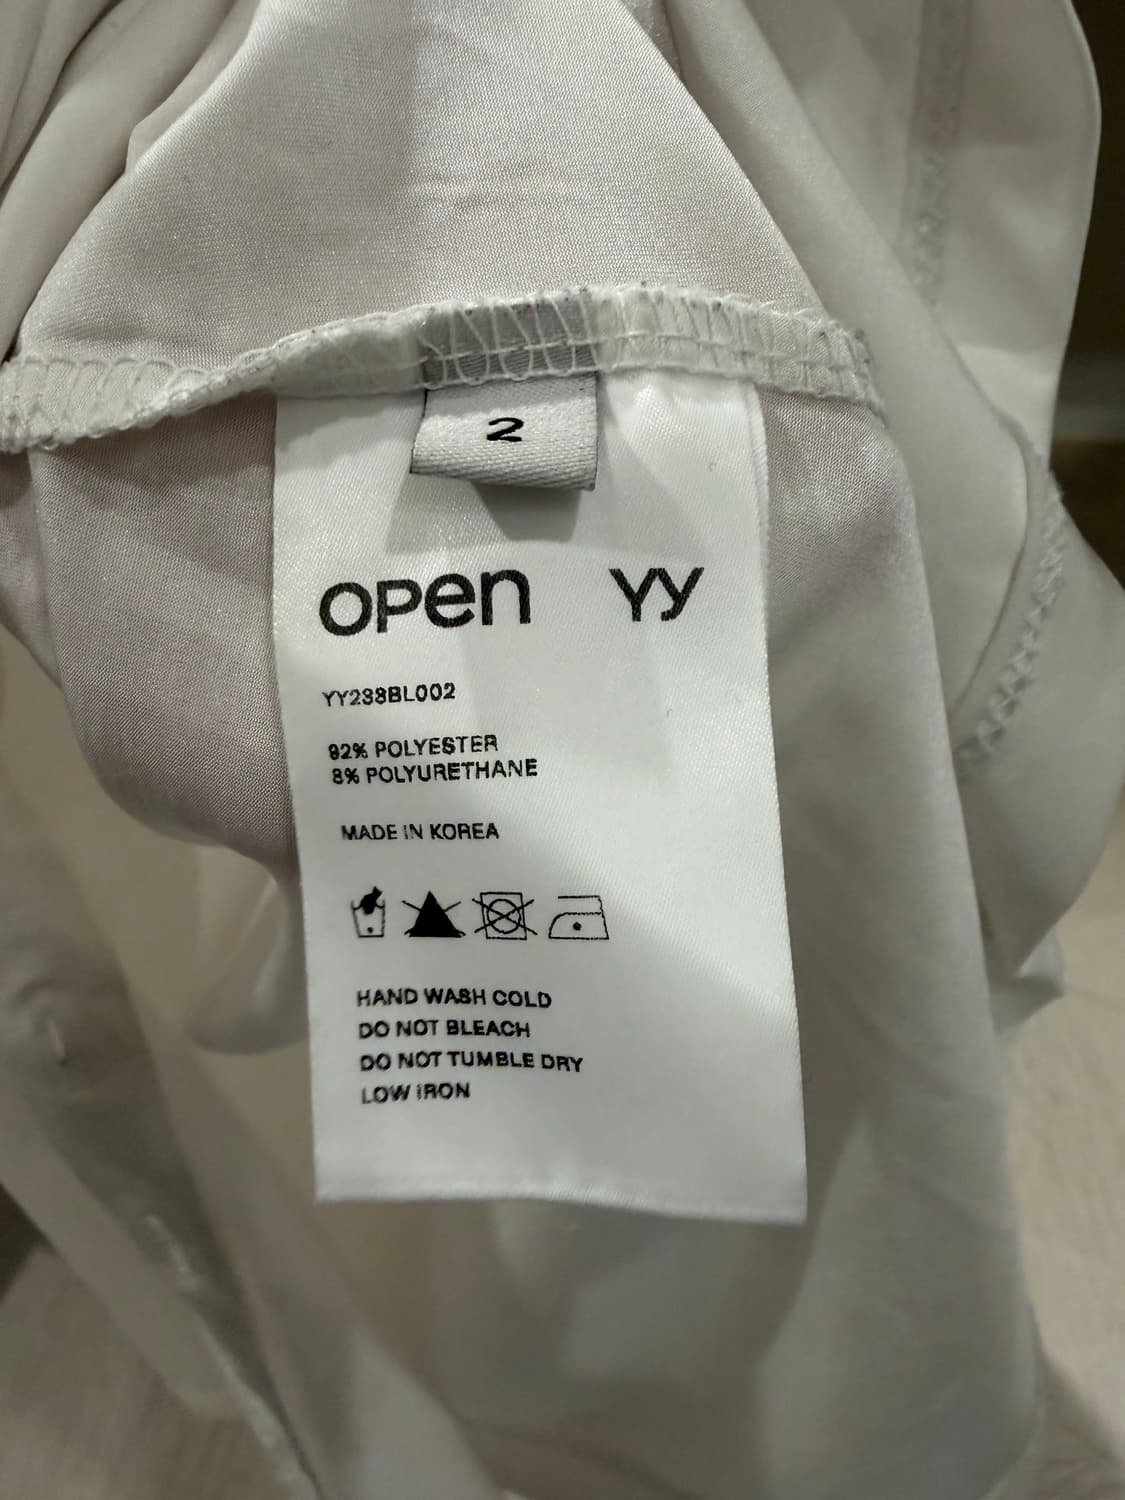 2
OPEN YY
YY238BL002
92% POLYESTER
8% POLYURETHANE
MADE IN KOREA
HAND WASH COLD
DO NOT BLEACH
DO NOT TUMBLE DRY
LOW IRON